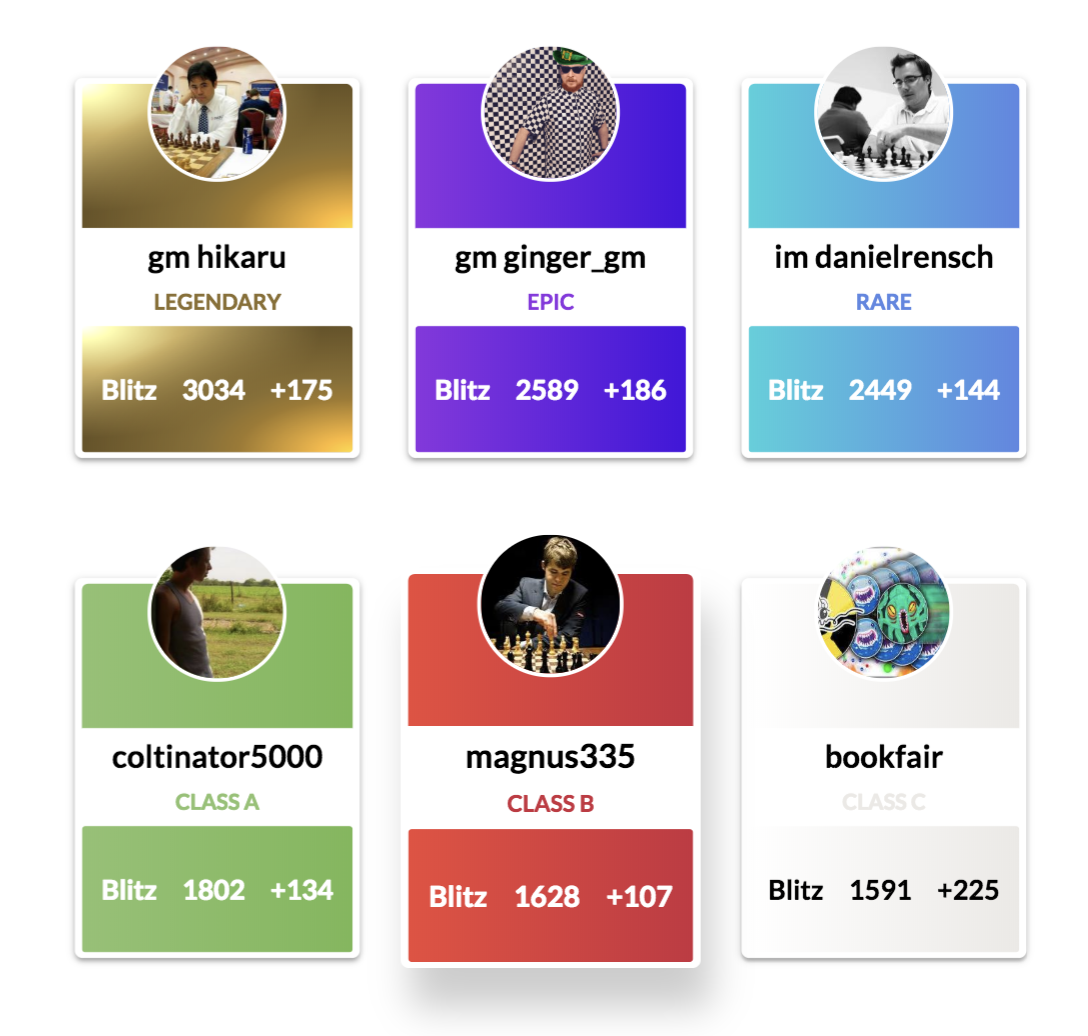 gm hikaru
LEGENDARY
Blitz 3034 +175
gm ginger_gm
EPIC
Blitz 2589 +186
im danielrensch
RARE
Blitz 2449 +144
coltinator5000
CLASS A
Blitz 1802 +134
magnus335
CLASS B
Blitz 1628 +107
bookfair
CLASS C
Blitz 1591 +225